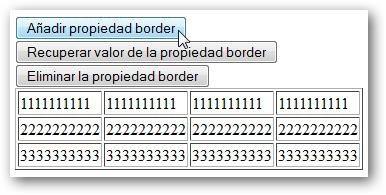 Añadir propiedad border
Recuperar valor de la propiedad border
Eliminar la propiedad border
1111111111 1111111111 1111111111 1111111111
2222222222 2222222222 2222222222 2222222222
3333333333 3333333333 3333333333 3333333333